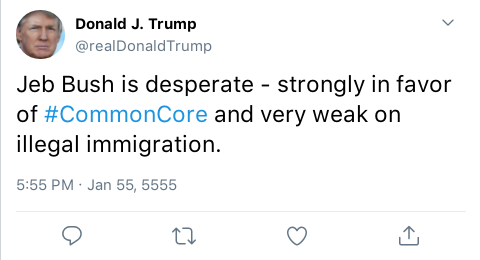 Donald J. Trump
@realDonaldTrump
Jeb Bush is desperate - strongly in favor
of #CommonCore and very weak on
illegal immigration.
5:55 PM · Jan 55, 5555